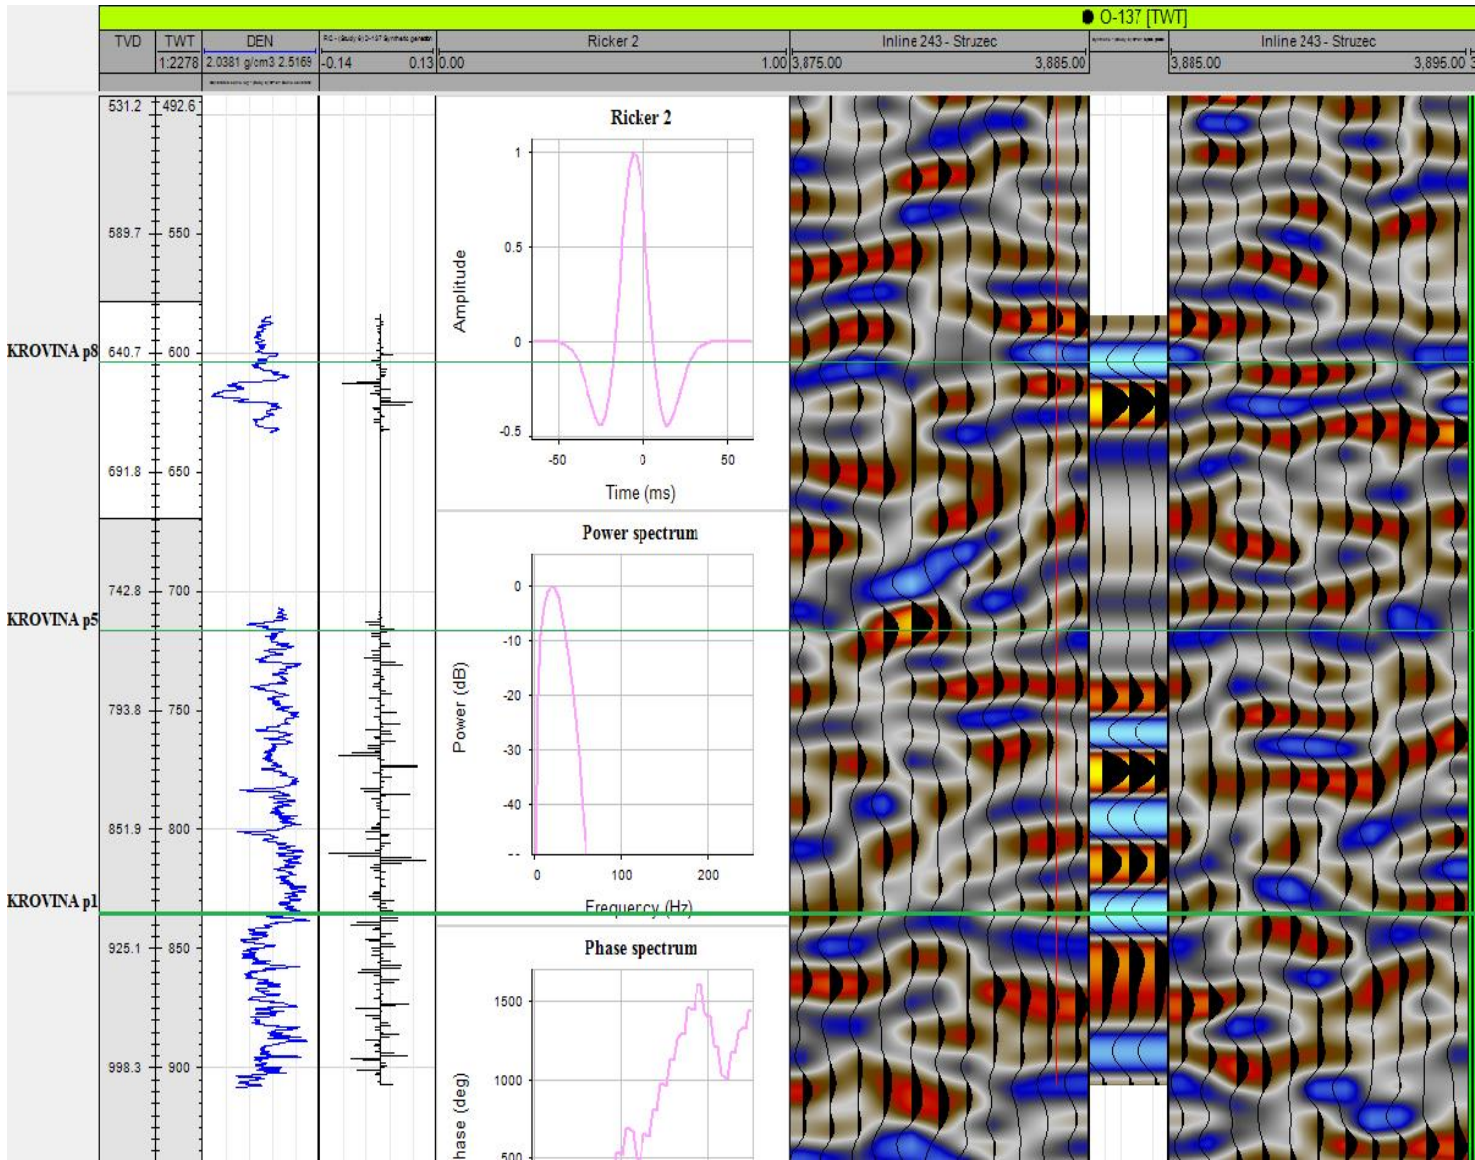 O-137 [TWT]
TVD TWT DEN RC - (Study 9) O-137 Synthetic Ricker 2 Inline 243 - Struzec Inline 243 - Struzec
1:2278 2.0381 g/cm3 2.5169 -0.14 0.13 0.00 1.00 3,875.00 3,885.00 3,885.00 3,895.00
531.2 492.6
Ricker 2
1
589.7 550
0.5
Amplitude
0
KROVINA p8 640.7 600
-0.5
-50 0 50
691.8 650
Time (ms)
Power spectrum
0
742.8 700
KROVINA p5
-10
Power (dB)
-20
793.8 750
-30
-40
851.9 800
0 100 200
KROVINA p1
Frequency (Hz)
925.1 850
Phase spectrum
1500
998.3 900
1000
hase (deg)
500